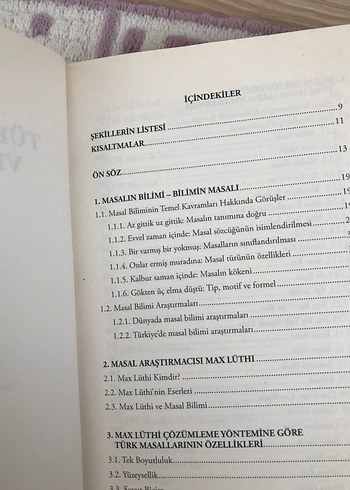 İÇİNDEKİLER
ŞEKİLLERİN LİSTESİ 9
KISALTMALAR 11
ÖN SÖZ 13
1. MASALIN BİLİMİ – BİLİMİN MASALI 19
1.1. Masal Biliminin Temel Kavramları Hakkında Görüşler
1.1.1. Az gittik uz gittik: Masalın tanımına doğru
1.1.2. Evvel zaman içinde: Masal sözcüğünün isimlendirilmesi
1.1.3. Bir varmış bir yokmuş: Masalların sınıflandırılması
1.1.4. Onlar ermiş muradına: Masal türünün özellikleri
1.1.5. Kalbur saman içinde: Masalın kökeni
1.1.6. Gökten üç elma düştü: Tip, motif ve formel
1.2. Masal Bilimi Araştırmaları
1.2.1. Dünyada masal bilimi araştırmaları
1.2.2. Türkiye'de masal bilimi araştırmaları
2. MASAL ARAŞTIRMACISI MAX LÜTHI
2.1. Max Lüthi Kimdir?
2.2. Max Lüthi'nin Eserleri
2.3. Max Lüthi ve Masal Bilimi
3. MAX LÜTHİ ÇÖZÜMLEME YÖNTEMİNE GÖRE
TÜRK MASALLARININ ÖZELLİKLERİ
3.1. Tek Boyutluluk
3.2. Yüzeysellik
3.3. Soyut Biçim